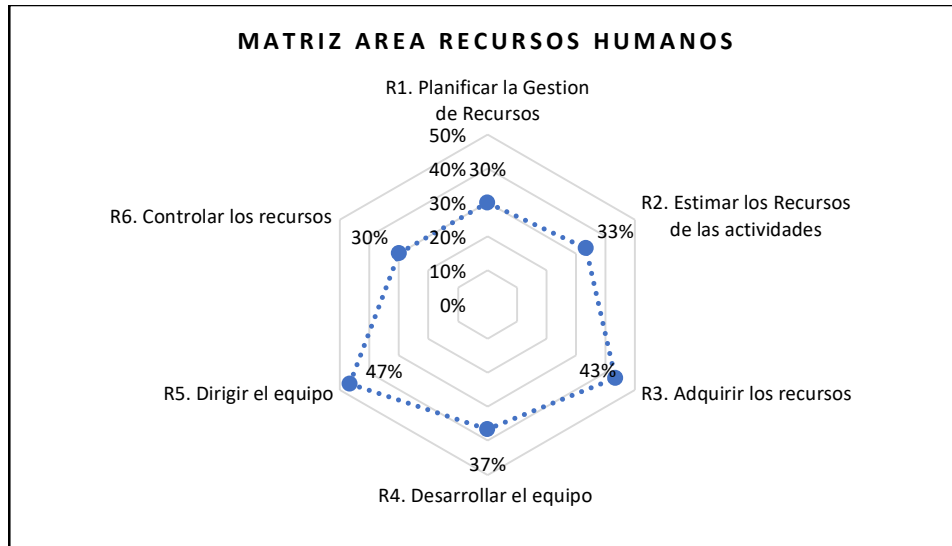 MATRIZ AREA RECURSOS HUMANOS
R1. Planificar la Gestion
de Recursos
50%
40%
30%
30%
20%
10%
0%
R2. Estimar los Recursos
de las actividades
33%
R3. Adquirir los recursos
43%
37%
R4. Desarrollar el equipo
R5. Dirigir el equipo
47%
R6. Controlar los recursos
30%